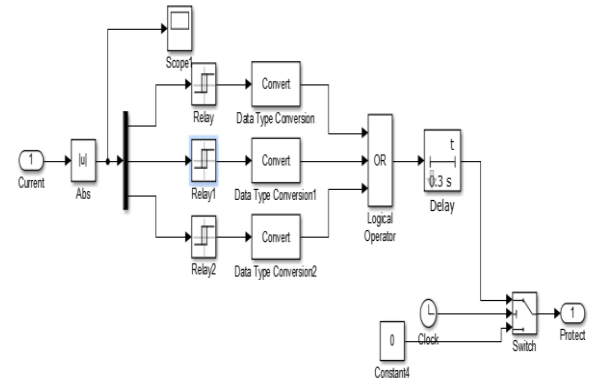 Scope1
Convert
Relay
Data Type Conversion
1
Current
|u|
Abs
Convert
Relay1
Data Type Conversion1
OR
Logical
Operator
t
0.3 s
Delay
Convert
Relay2
Data Type Conversion2
Clock
0
Constant4
Switch
1
Protect